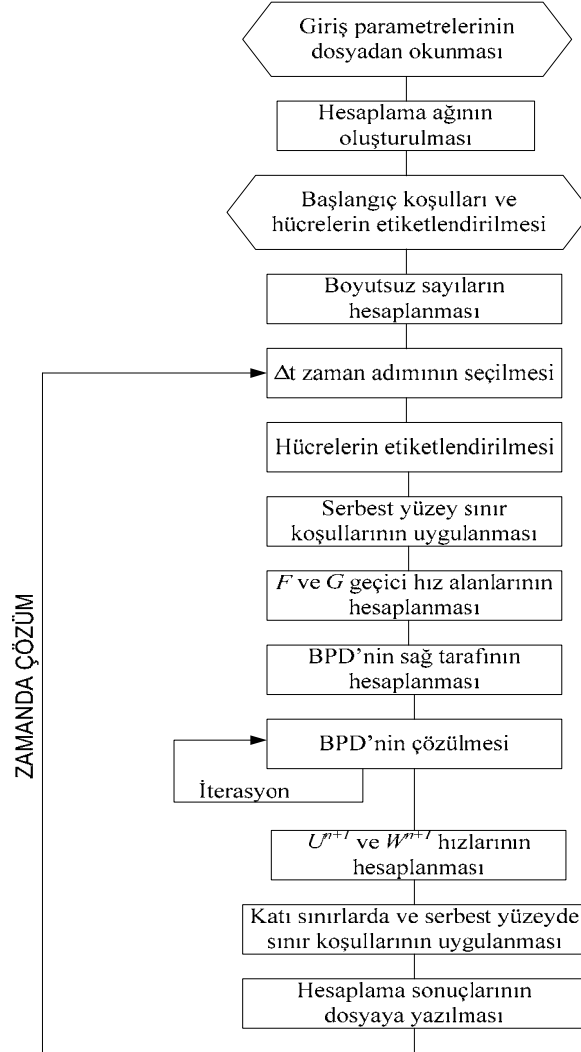 Giriş parametrelerinin
dosyadan okunması
Hesaplama ağının
oluşturulması
Başlangıç koşulları ve
hücrelerin etiketlendirilmesi
Boyutsuz sayıların
hesaplanması
Δt zaman adımının seçilmesi
Hücrelerin etiketlendirilmesi
Serbest yüzey sınır
koşullarının uygulanması
F ve G geçici hız alanlarının
hesaplanması
BPD’nin sağ tarafının
hesaplanması
BPD’nin çözülmesi
İterasyon
Uⁿ⁺¹ ve Wⁿ⁺¹ hızlarının
hesaplanması
Katı sınırlarda ve serbest yüzeyde
sınır koşullarının uygulanması
Hesaplama sonuçlarının
dosyaya yazılması
ZAMANDA ÇÖZÜM